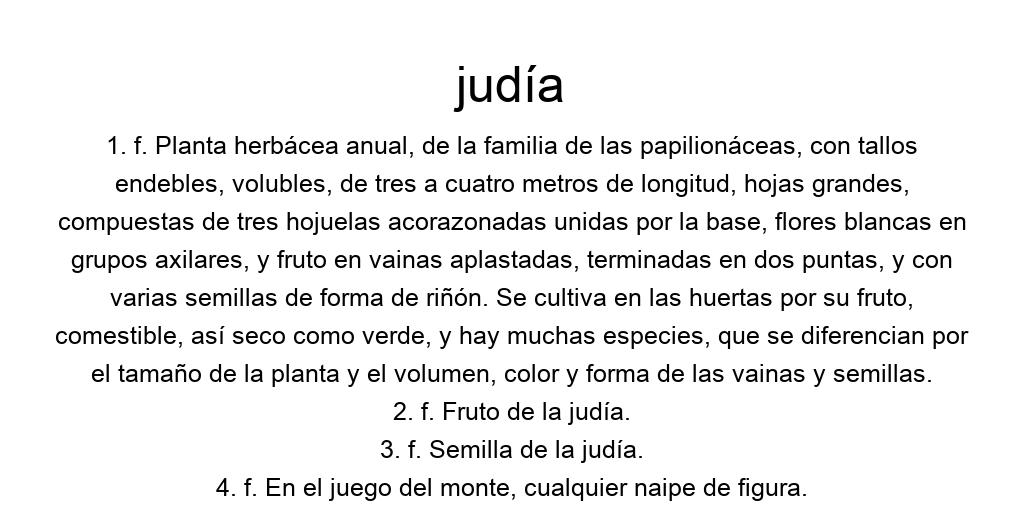 judía
1. f. Planta herbácea anual, de la familia de las papilionáceas, con tallos
endebles, volubles, de tres a cuatro metros de longitud, hojas grandes,
compuestas de tres hojuelas acorazonadas unidas por la base, flores blancas en
grupos axilares, y fruto en vainas aplastadas, terminadas en dos puntas, y con
varias semillas de forma de riñón. Se cultiva en las huertas por su fruto,
comestible, así seco como verde, y hay muchas especies, que se diferencian por
el tamaño de la planta y el volumen, color y forma de las vainas y semillas.
2. f. Fruto de la judía.
3. f. Semilla de la judía.
4. f. En el juego del monte, cualquier naipe de figura.